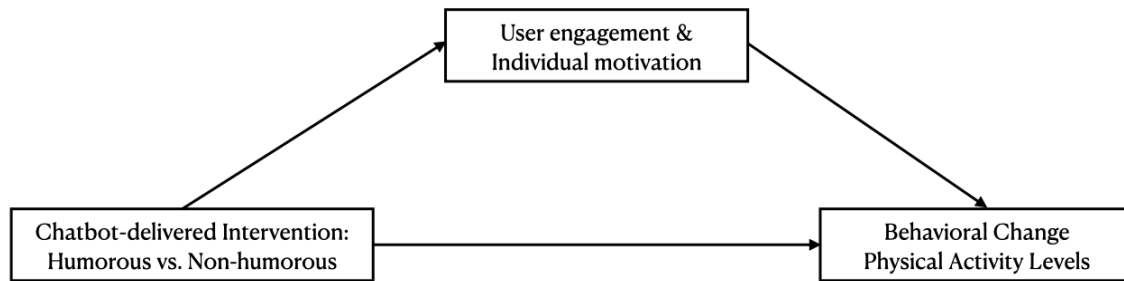 User engagement &
Individual motivation
Chatbot-delivered Intervention:
Humorous vs. Non-humorous
Behavioral Change
Physical Activity Levels